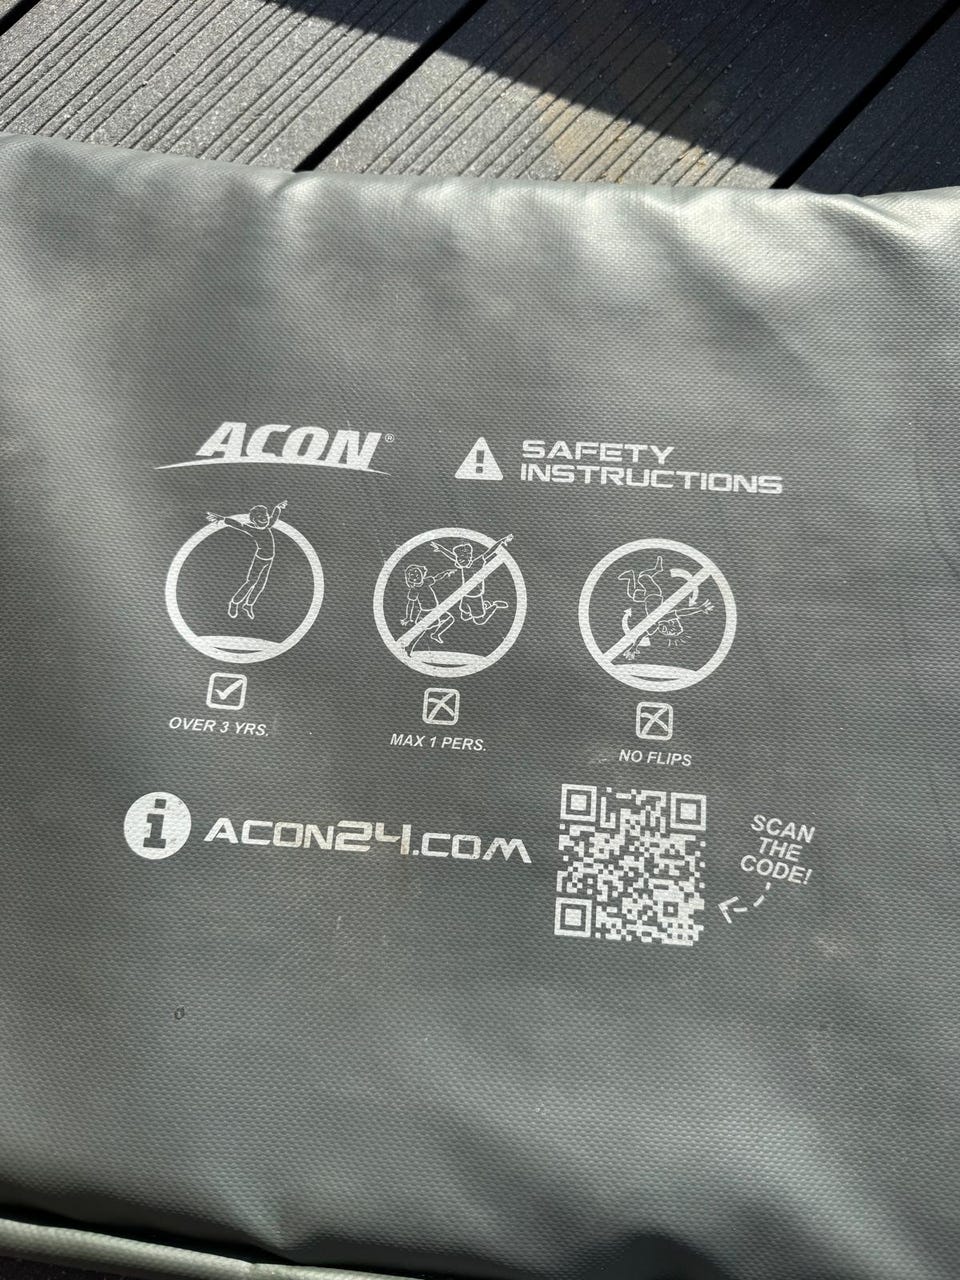 ACON®
SAFETY
INSTRUCTIONS
OVER 3 YRS.
MAX 1 PERS.
NO FLIPS
i ACON24.COM
SCAN
THE
CODE!